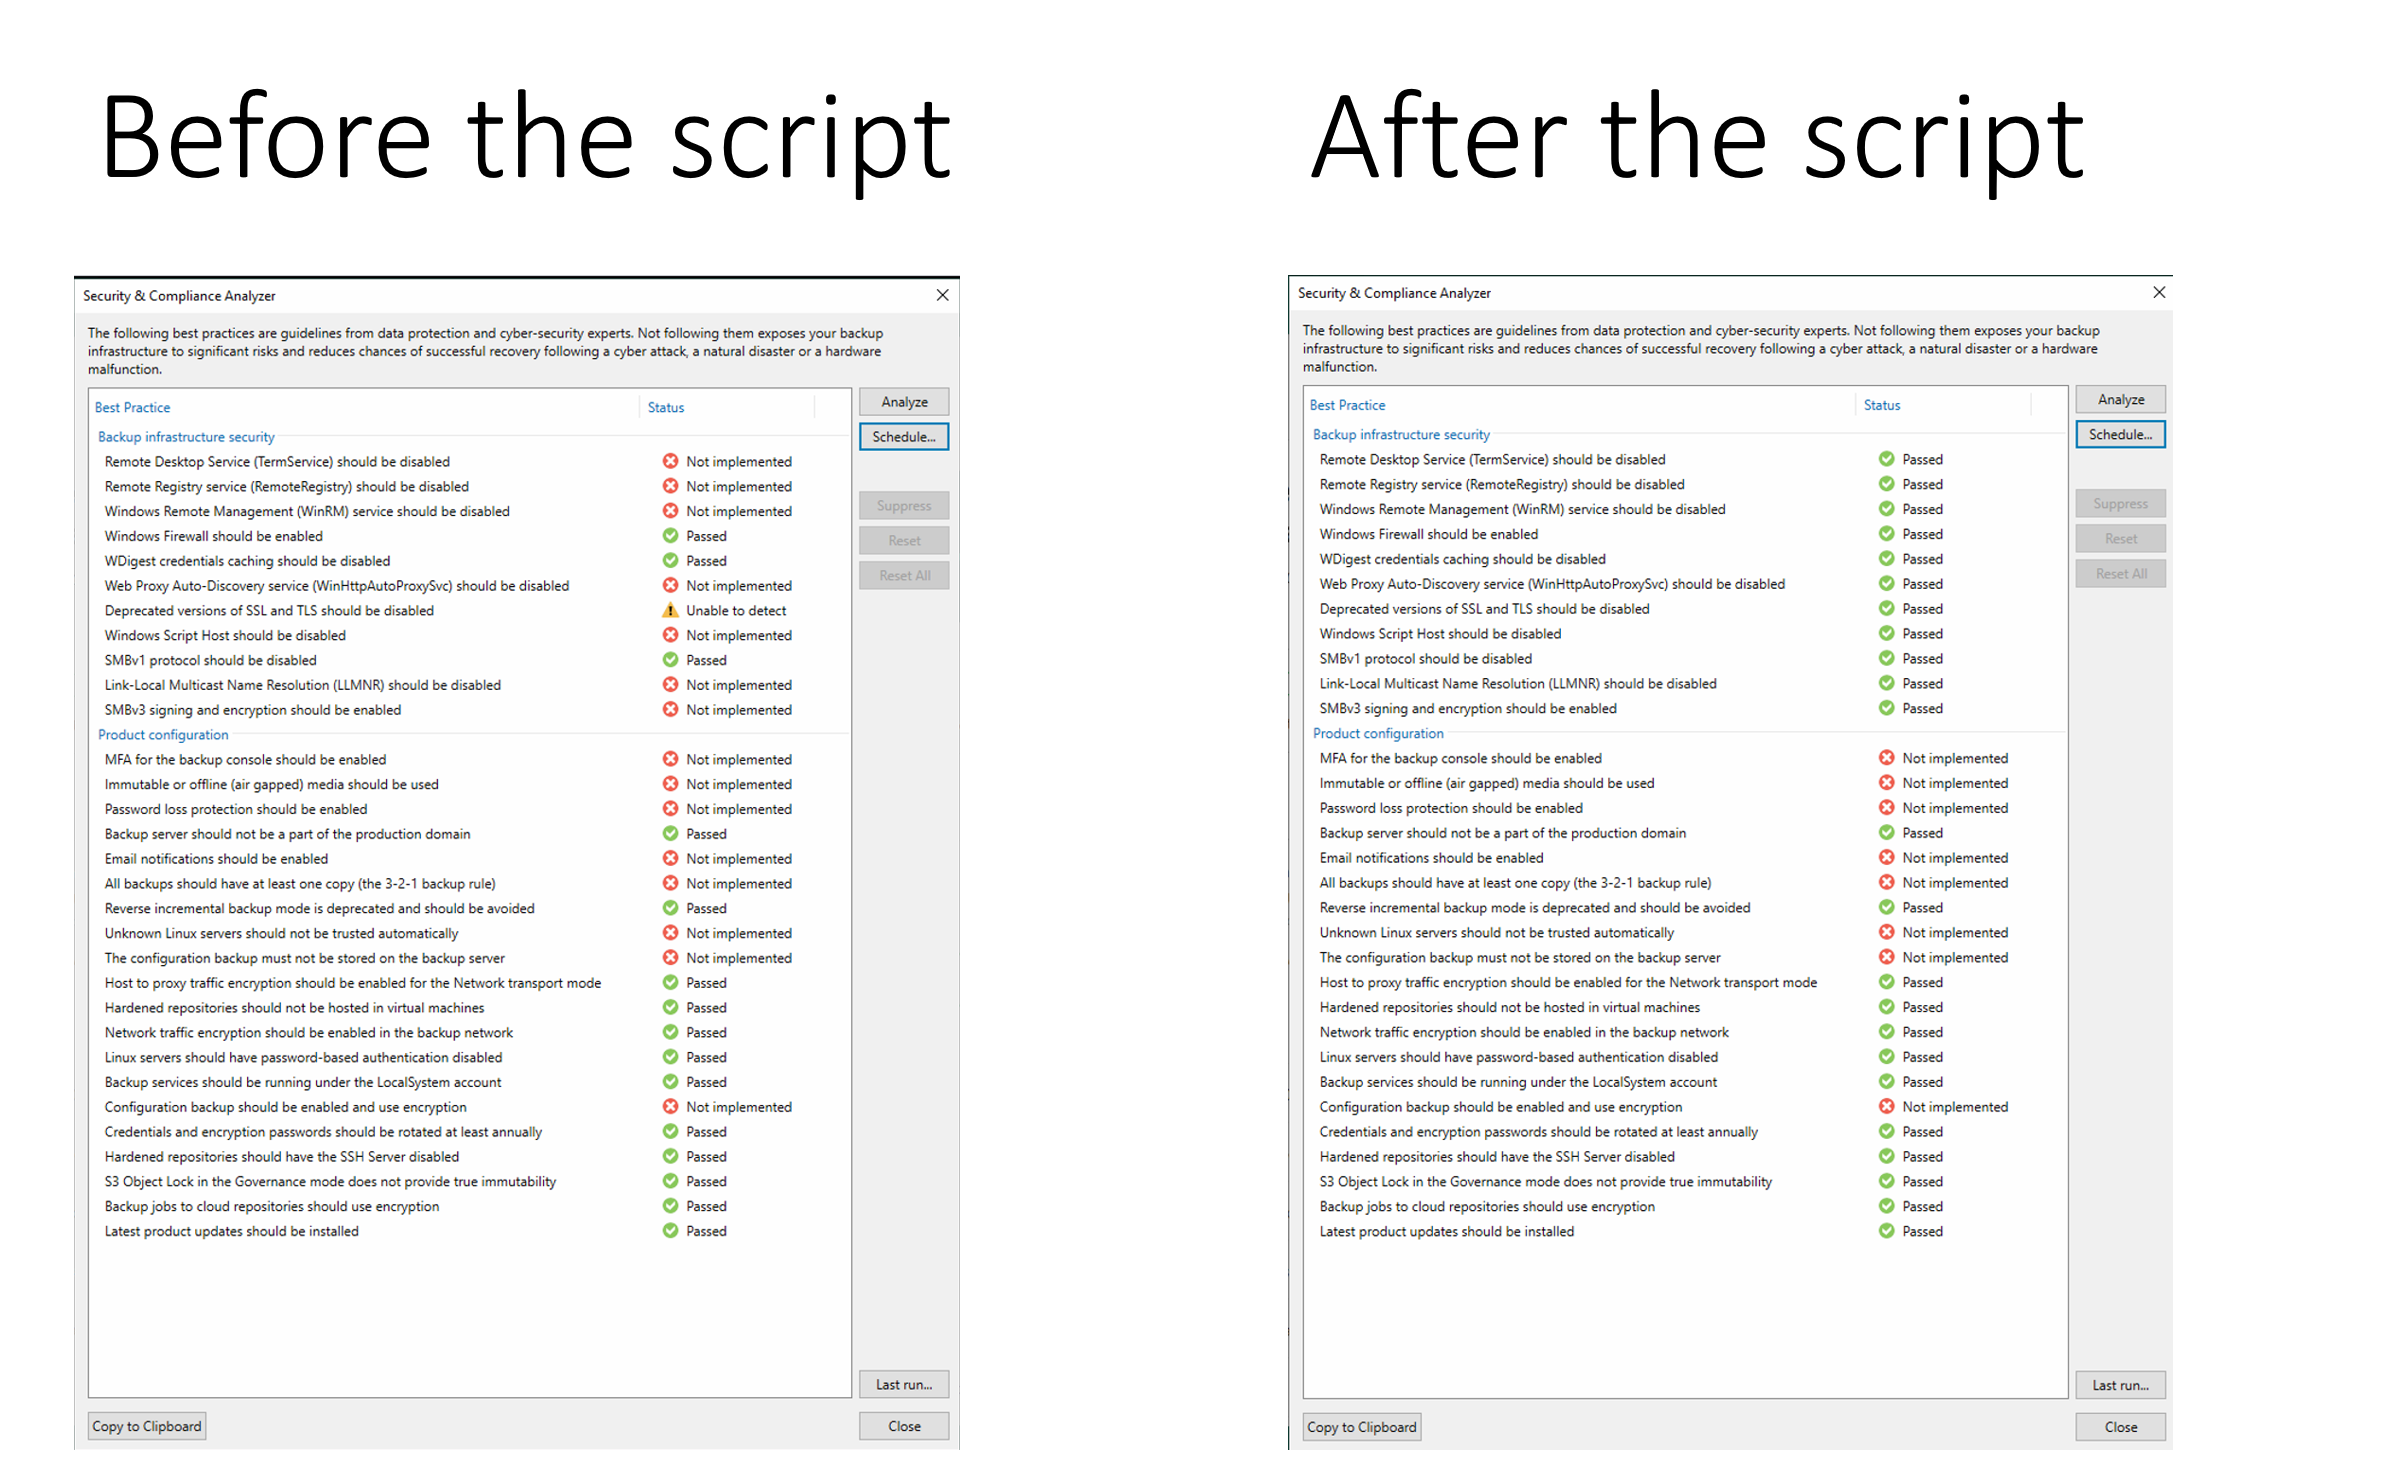 Before the script
After the script
Security & Compliance Analyzer
The following best practices are guidelines from data protection and cyber-security experts. Not following them exposes your backup
infrastructure to significant risks and reduces chances of successful recovery following a cyber attack, a natural disaster or a hardware
malfunction.
Best Practice Status
Analyze
Schedule...
Suppress
Reset
Reset All
Backup infrastructure security
Remote Desktop Service (TermService) should be disabled Not implemented
Remote Registry service (RemoteRegistry) should be disabled Not implemented
Windows Remote Management (WinRM) service should be disabled Not implemented
Windows Firewall should be enabled Passed
WDigest credentials caching should be disabled Passed
Web Proxy Auto-Discovery service (WinHttpAutoProxySvc) should be disabled Not implemented
Deprecated versions of SSL and TLS should be disabled Unable to detect
Windows Script Host should be disabled Not implemented
SMBv1 protocol should be disabled Passed
Link-Local Multicast Name Resolution (LLMNR) should be disabled Not implemented
SMBv3 signing and encryption should be enabled Not implemented
Product configuration
MFA for the backup console should be enabled Not implemented
Immutable or offline (air gapped) media should be used Not implemented
Password loss protection should be enabled Not implemented
Backup server should not be a part of the production domain Passed
Email notifications should be enabled Not implemented
All backups should have at least one copy (the 3-2-1 backup rule) Not implemented
Reverse incremental backup mode is deprecated and should be avoided Passed
Unknown Linux servers should not be trusted automatically Not implemented
The configuration backup must not be stored on the backup server Not implemented
Host to proxy traffic encryption should be enabled for the Network transport mode Passed
Hardened repositories should not be hosted in virtual machines Passed
Network traffic encryption should be enabled in the backup network Passed
Linux servers should have password-based authentication disabled Passed
Backup services should be running under the LocalSystem account Passed
Configuration backup should be enabled and use encryption Not implemented
Credentials and encryption passwords should be rotated at least annually Passed
Hardened repositories should have the SSH Server disabled Passed
S3 Object Lock in the Governance mode does not provide true immutability Passed
Backup jobs to cloud repositories should use encryption Passed
Latest product updates should be installed Passed
Last run...
Copy to Clipboard
Close
Security & Compliance Analyzer
The following best practices are guidelines from data protection and cyber-security experts. Not following them exposes your backup
infrastructure to significant risks and reduces chances of successful recovery following a cyber attack, a natural disaster or a hardware
malfunction.
Best Practice Status
Analyze
Schedule...
Suppress
Reset
Reset All
Backup infrastructure security
Remote Desktop Service (TermService) should be disabled Passed
Remote Registry service (RemoteRegistry) should be disabled Passed
Windows Remote Management (WinRM) service should be disabled Passed
Windows Firewall should be enabled Passed
WDigest credentials caching should be disabled Passed
Web Proxy Auto-Discovery service (WinHttpAutoProxySvc) should be disabled Passed
Deprecated versions of SSL and TLS should be disabled Passed
Windows Script Host should be disabled Passed
SMBv1 protocol should be disabled Passed
Link-Local Multicast Name Resolution (LLMNR) should be disabled Passed
SMBv3 signing and encryption should be enabled Passed
Product configuration
MFA for the backup console should be enabled Not implemented
Immutable or offline (air gapped) media should be used Not implemented
Password loss protection should be enabled Not implemented
Backup server should not be a part of the production domain Passed
Email notifications should be enabled Not implemented
All backups should have at least one copy (the 3-2-1 backup rule) Not implemented
Reverse incremental backup mode is deprecated and should be avoided Passed
Unknown Linux servers should not be trusted automatically Not implemented
The configuration backup must not be stored on the backup server Not implemented
Host to proxy traffic encryption should be enabled for the Network transport mode Passed
Hardened repositories should not be hosted in virtual machines Passed
Network traffic encryption should be enabled in the backup network Passed
Linux servers should have password-based authentication disabled Passed
Backup services should be running under the LocalSystem account Passed
Configuration backup should be enabled and use encryption Not implemented
Credentials and encryption passwords should be rotated at least annually Passed
Hardened repositories should have the SSH Server disabled Passed
S3 Object Lock in the Governance mode does not provide true immutability Passed
Backup jobs to cloud repositories should use encryption Passed
Latest product updates should be installed Passed
Last run...
Copy to Clipboard
Close